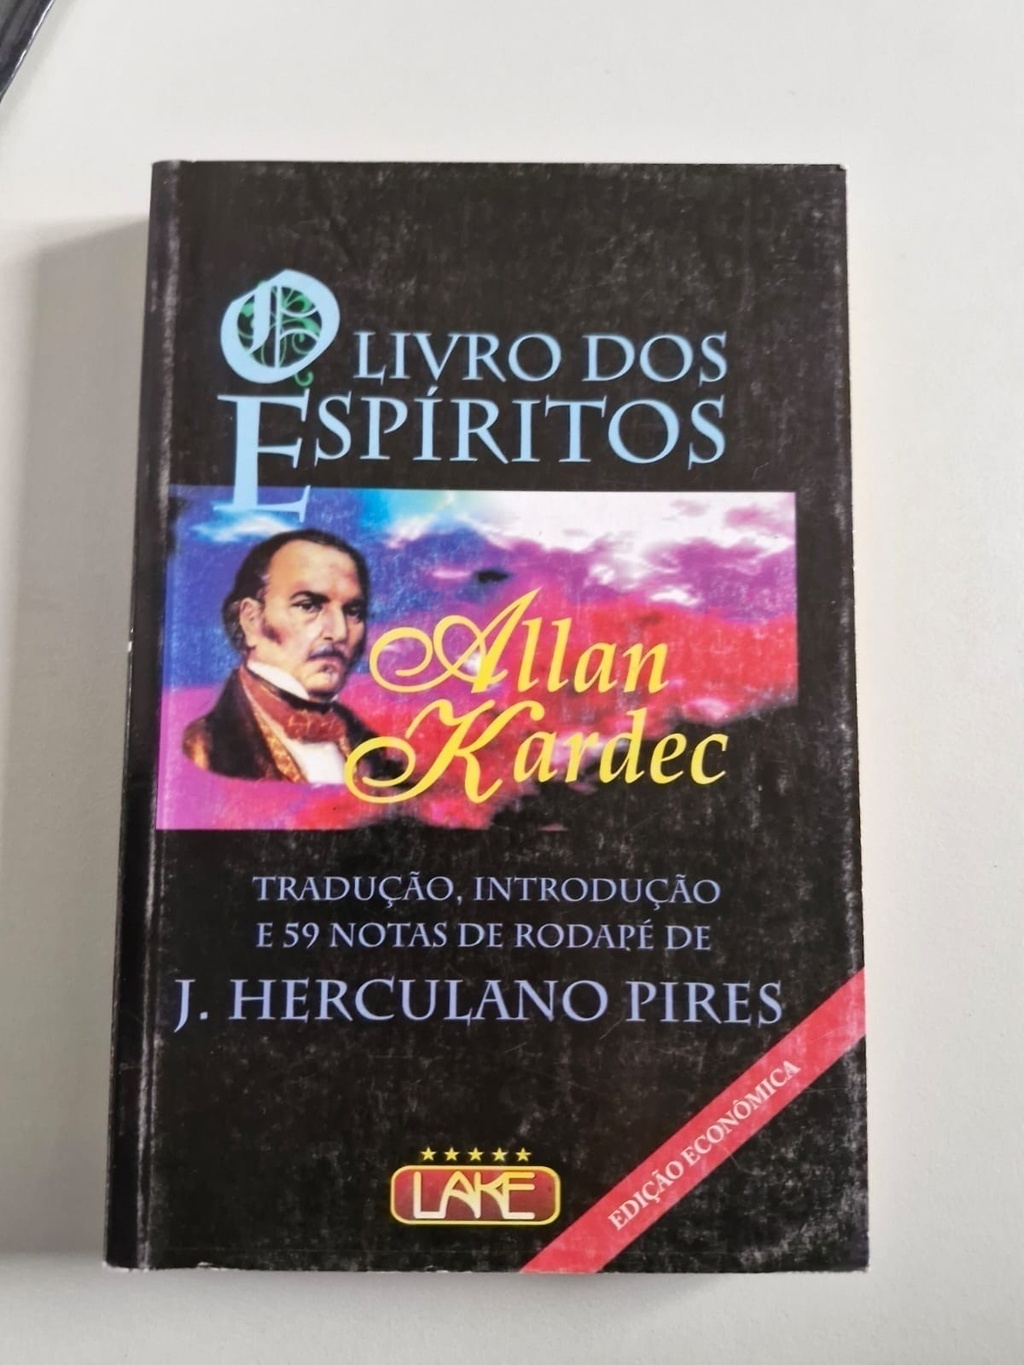 O LIVRO DOS
ESPÍRITOS
Allan
Kardec
TRADUÇÃO, INTRODUÇÃO
E 59 NOTAS DE RODAPÉ DE
J. HERCULANO PIRES
EDIÇÃO ECONÔMICA
LAKE